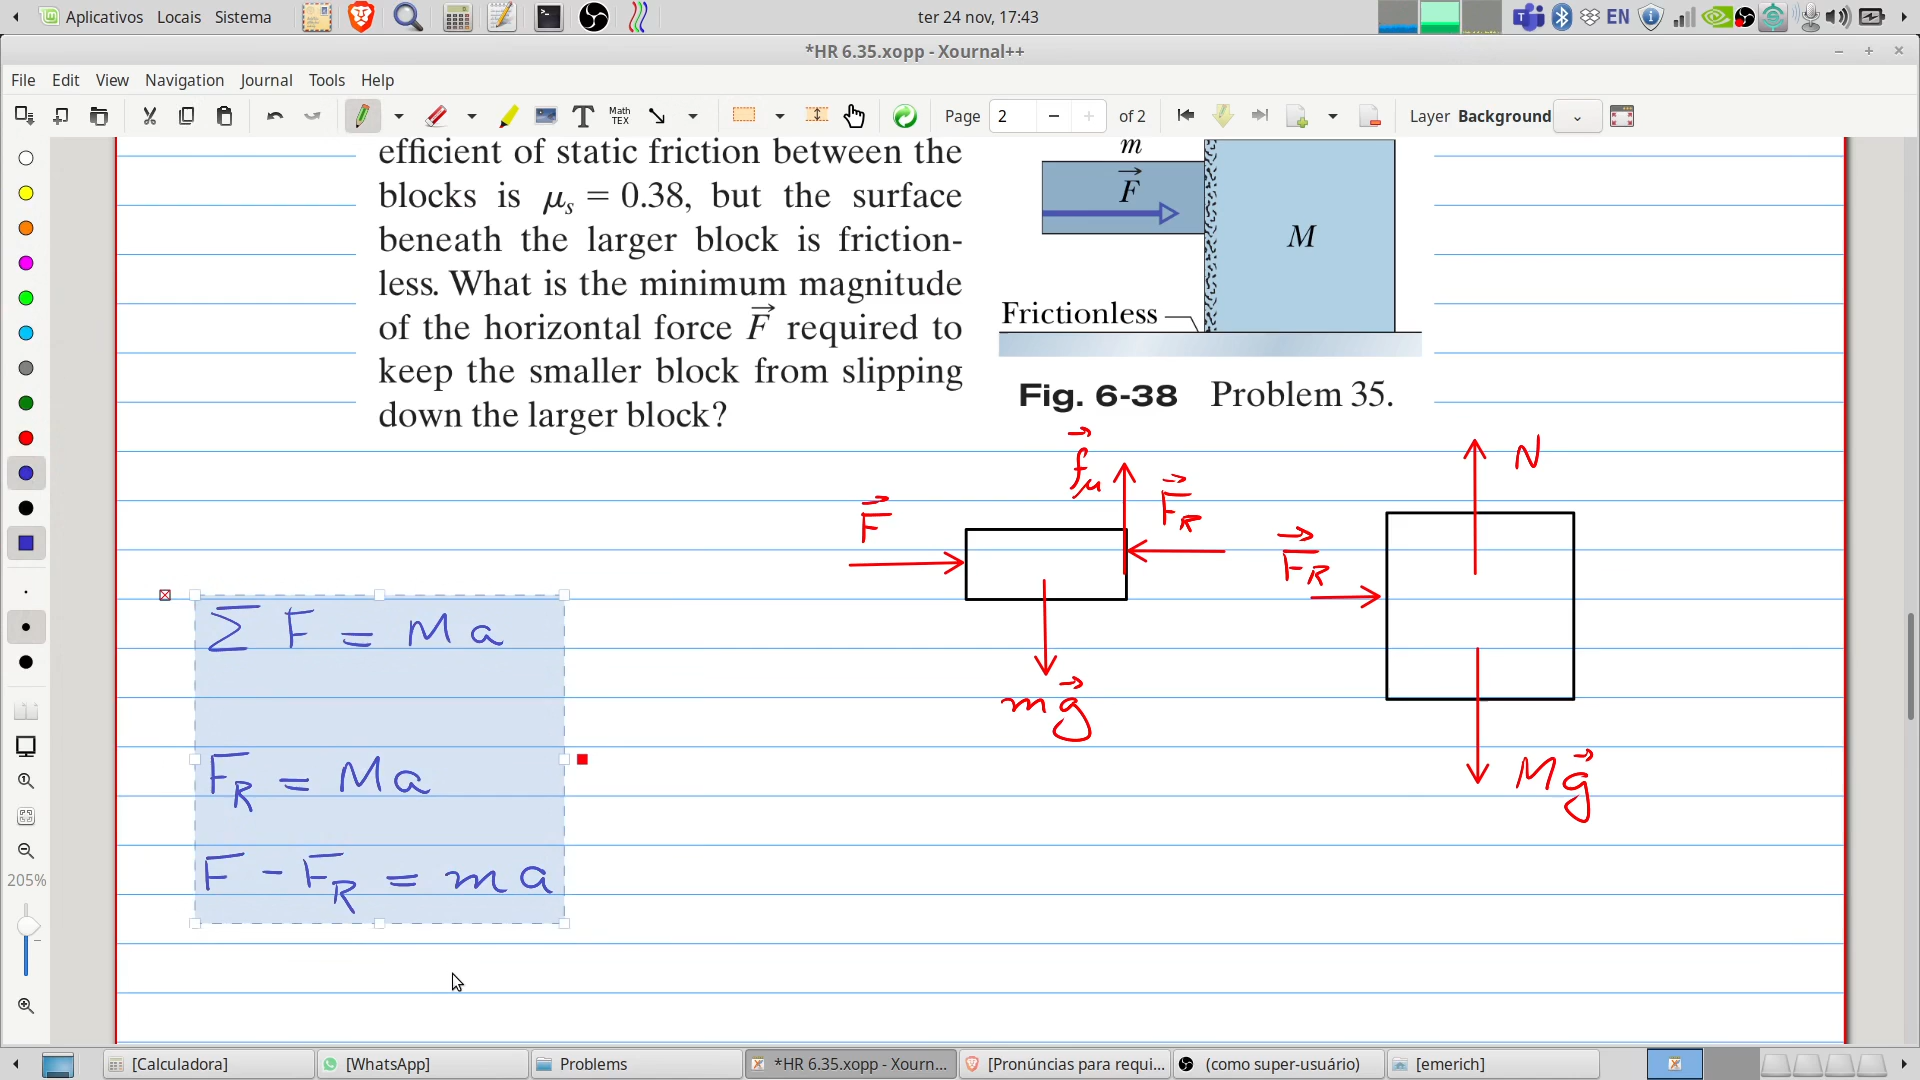 Aplicativos Locais Sistema
ter 24 nov, 17:43
EN
*HR 6.35.xopp - Xournal++
File Edit View Navigation Journal Tools Help
Math TEX
Page 2 of 2
Layer Background
efficient of static friction between the
blocks is μs = 0.38, but the surface
beneath the larger block is friction-
less. What is the minimum magnitude
of the horizontal force F⃗ required to
keep the smaller block from slipping
down the larger block?
m
F⃗
M
Frictionless
Fig. 6-38 Problem 35.
f⃗μ
F⃗
F⃗R
mg⃗
N
F⃗R
Mg⃗
Σ F = Ma
FR = Ma
F - FR = ma
205%
[Calculadora]
[WhatsApp]
Problems
*HR 6.35.xopp - Xourn...
[Pronúncias para requi...
(como super-usuário)
[emerich]